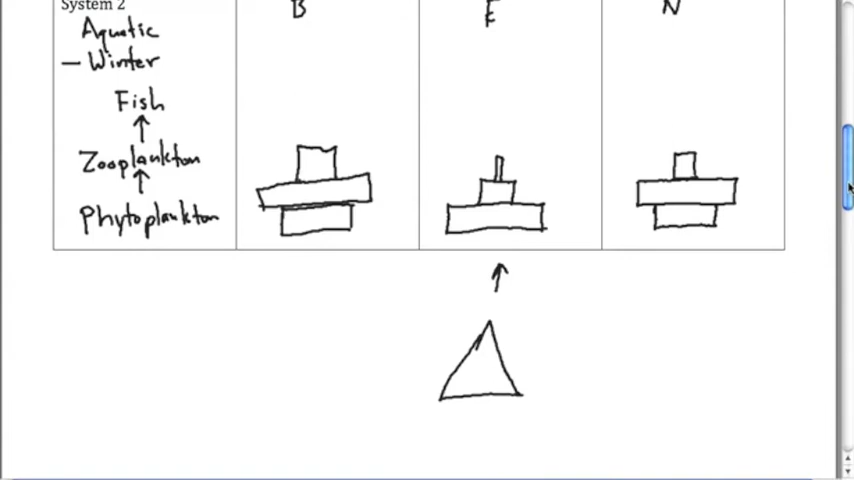 System 2
B
E
N
Aquatic
– Winter
Fish
Zooplankton
Phytoplankton